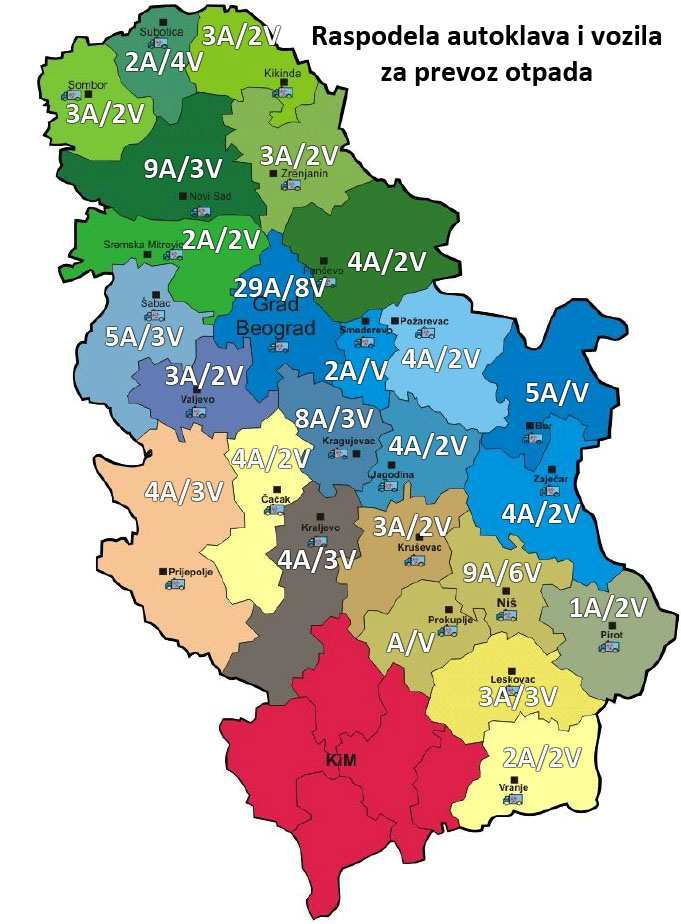 Raspodela autoklava i vozila
za prevoz otpada
Subotica
2A/4V
3A/2V
Kikinda
Sombor
3A/2V
9A/3V
Novi Sad
3A/2V
Zrenjanin
Sremska Mitrovica
2A/2V
Pančevo
4A/2V
29A/8V
Grad
Beograd
Šabac
5A/3V
Smederevo
2A/V
Požarevac
4A/2V
3A/2V
Valjevo
5A/V
Bor
8A/3V
Kragujevac
4A/2V
Jagodina
4A/2V
Čačak
Zaječar
4A/2V
4A/3V
Prijepolje
Kraljevo
4A/3V
3A/2V
Kruševac
9A/6V
Niš
1A/2V
Pirot
Prokuplje
A/V
Leskovac
3A/3V
KiM
2A/2V
Vranje